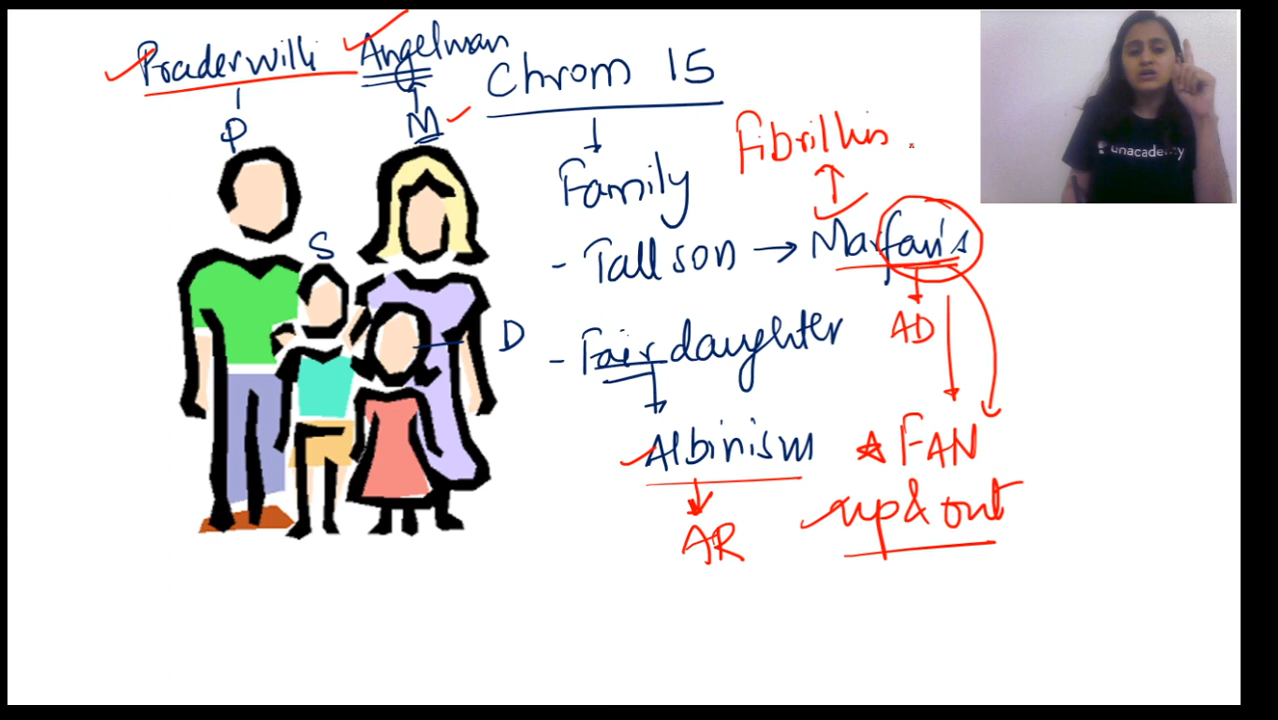 Praderwilli Angelman
P M
Chrom 15
Family
Fibrillin
- Tall son → Marfan's
S
AD
- Fair daughter
D
Albinism
FAN
up & out
AR
unacademy